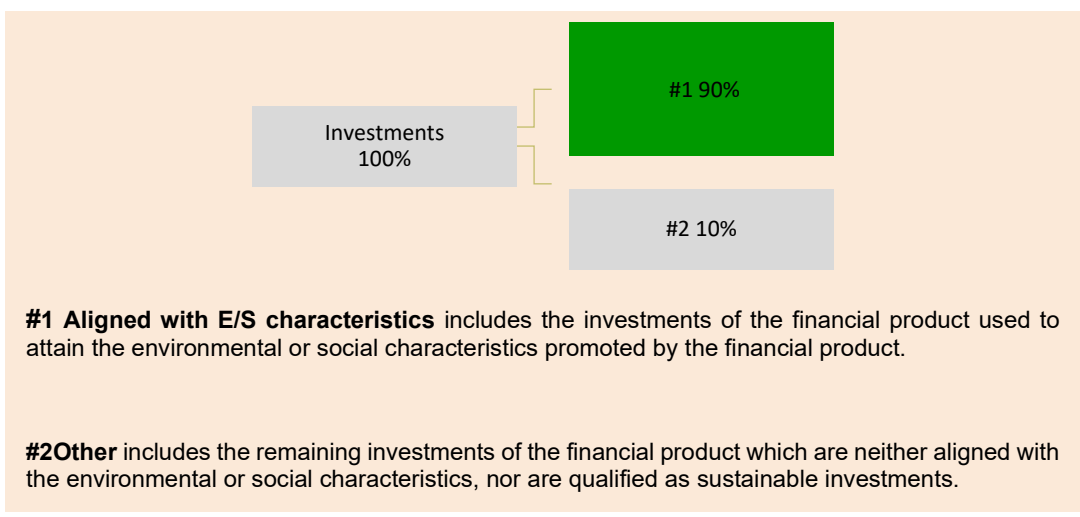 #1 90%
Investments
100%
#2 10%
#1 Aligned with E/S characteristics includes the investments of the financial product used to
attain the environmental or social characteristics promoted by the financial product.
#2Other includes the remaining investments of the financial product which are neither aligned with
the environmental or social characteristics, nor are qualified as sustainable investments.